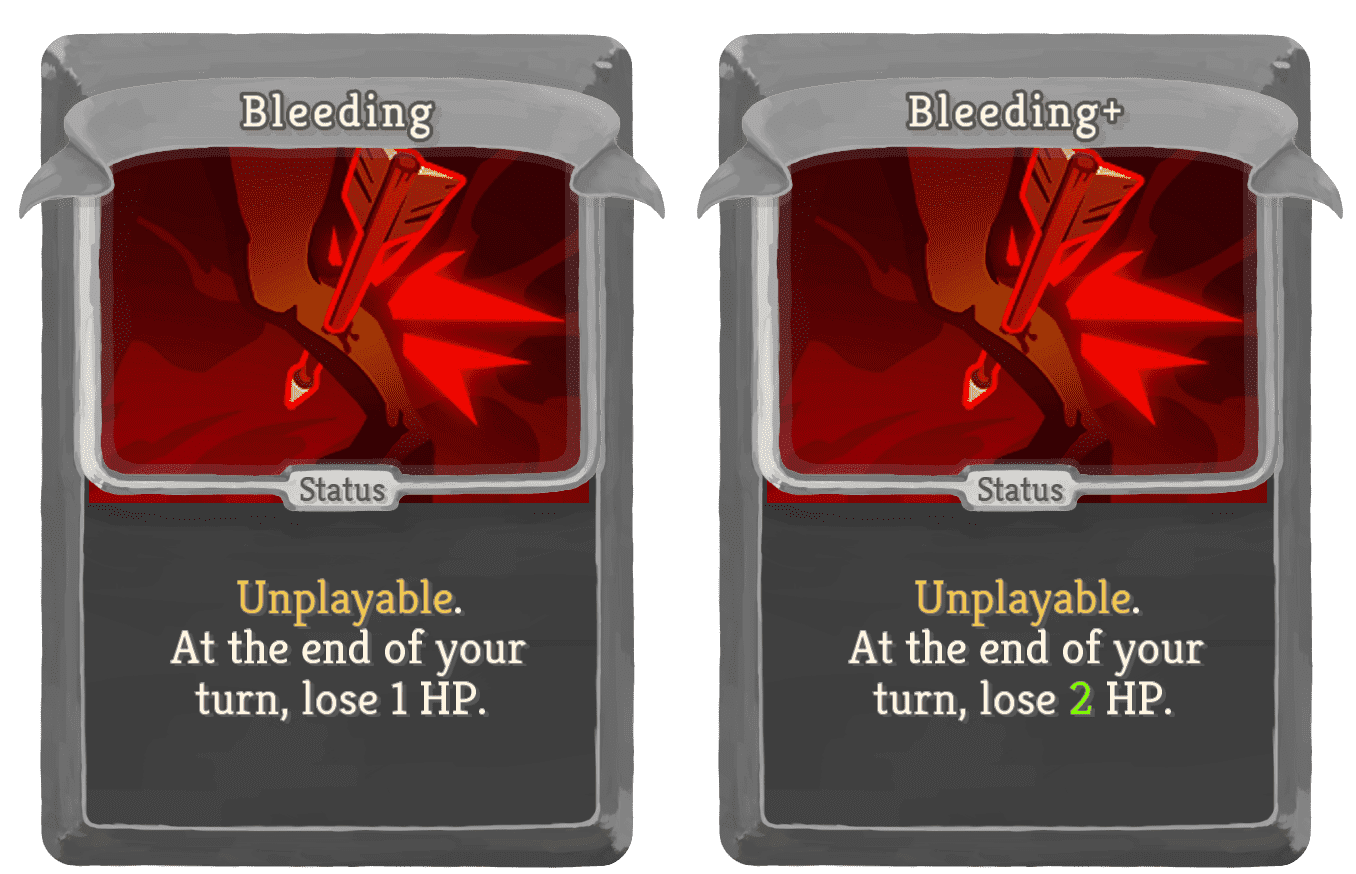 Bleeding
Status
Unplayable.
At the end of your
turn, lose 1 HP.
Bleeding+
Status
Unplayable.
At the end of your
turn, lose 2 HP.